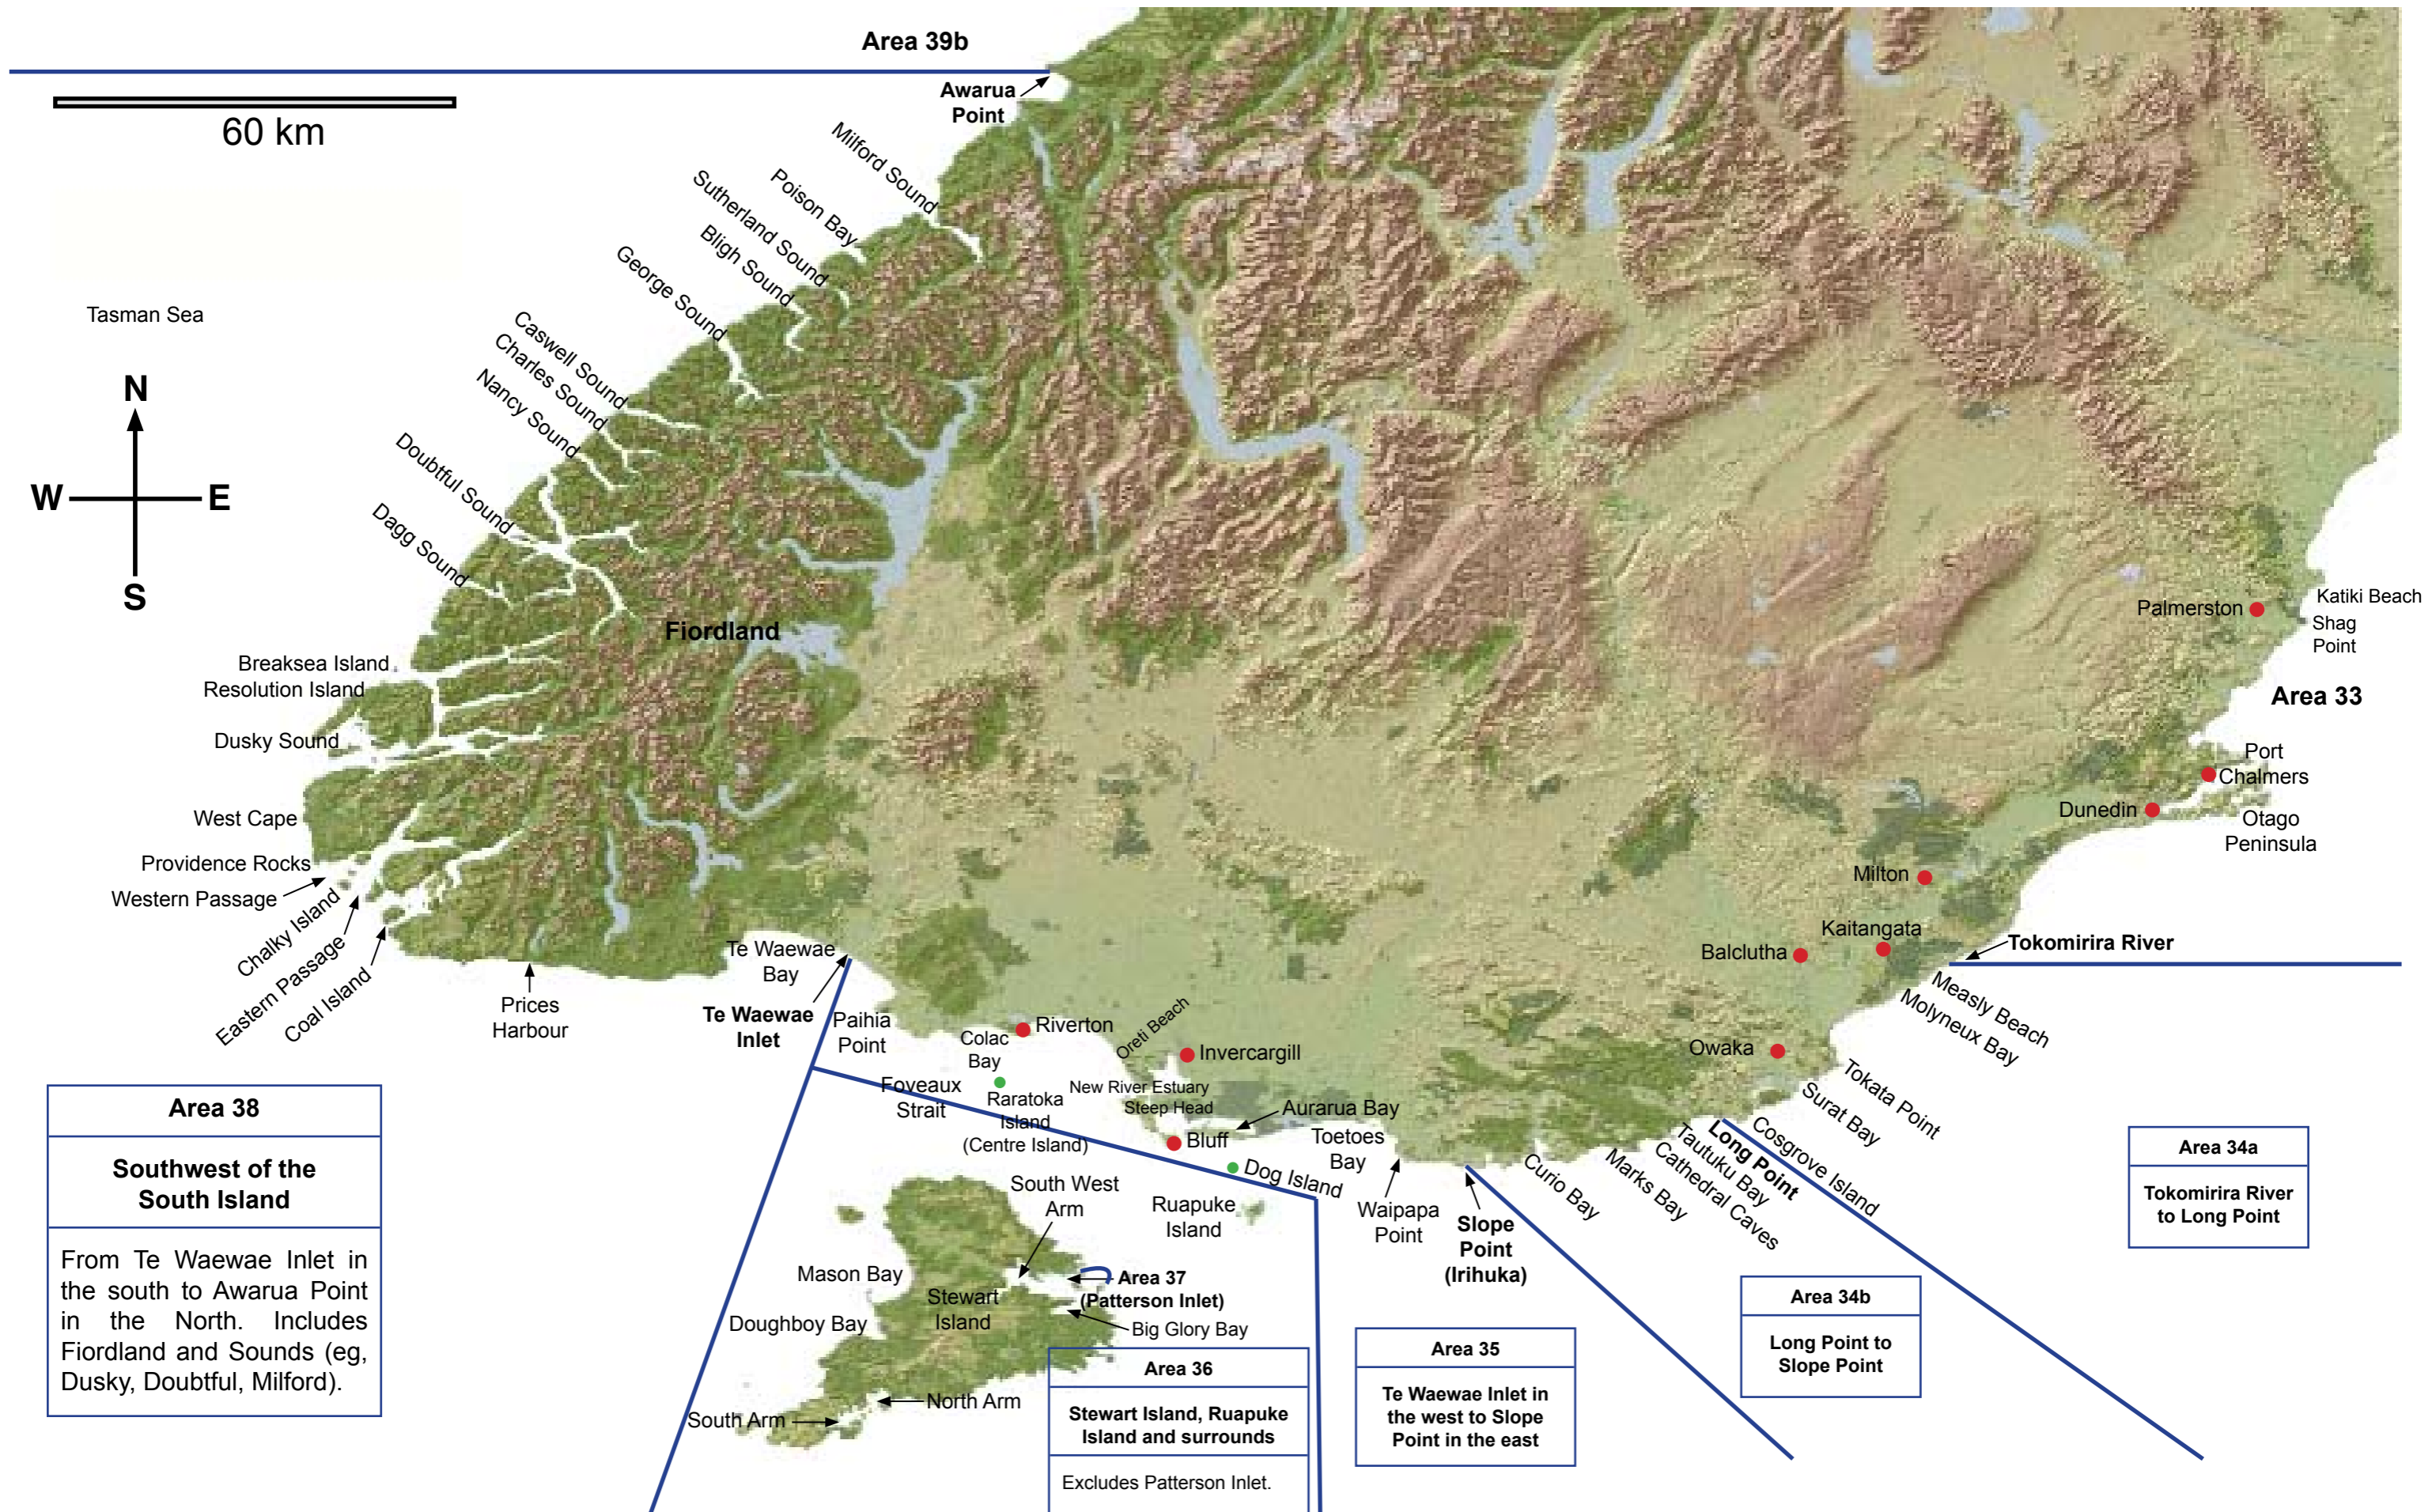 Area 39b
Awarua
Point
60 km
Milford Sound
Poison Bay
Sutherland Sound
Bligh Sound
George Sound
Tasman Sea
Caswell Sound
Charles Sound
Nancy Sound
Doubtful Sound
Dagg Sound
N
W
E
S
Fiordland
Breaksea Island
Resolution Island
Dusky Sound
West Cape
Providence Rocks
Western Passage
Chalky Island
Eastern Passage
Coal Island
Prices
Harbour
Te Waewae
Bay
Te Waewae
Inlet
Paihia
Point
Colac
Bay
Riverton
Oreti Beach
Invercargill
Foveaux
Strait
Raratoka
Island
(Centre Island)
New River Estuary
Steep Head
Bluff
Aurarua Bay
Dog Island
Toetoes
Bay
Waipapa
Point
Slope
Point
(Irihuka)
Curio Bay
Marks Bay
Cathedral Caves
Tautuku Bay
Long Point
Cosgrove Island
Surat Bay
Tokata Point
Owaka
Molyneux Bay
Measly Beach
Tokomirira River
Balclutha
Kaitangata
Milton
Dunedin
Port
Chalmers
Otago
Peninsula
Area 33
Palmerston
Katiki Beach
Shag
Point
South West
Arm
Ruapuke
Island
Mason Bay
Stewart
Island
Area 37
(Patterson Inlet)
Doughboy Bay
Big Glory Bay
North Arm
South Arm
Area 38
Southwest of the
South Island
From Te Waewae Inlet in
the south to Awarua Point
in the North. Includes
Fiordland and Sounds (eg,
Dusky, Doubtful, Milford).
Area 36
Stewart Island, Ruapuke
Island and surrounds
Excludes Patterson Inlet.
Area 35
Te Waewae Inlet in
the west to Slope
Point in the east
Area 34b
Long Point to
Slope Point
Area 34a
Tokomirira River
to Long Point